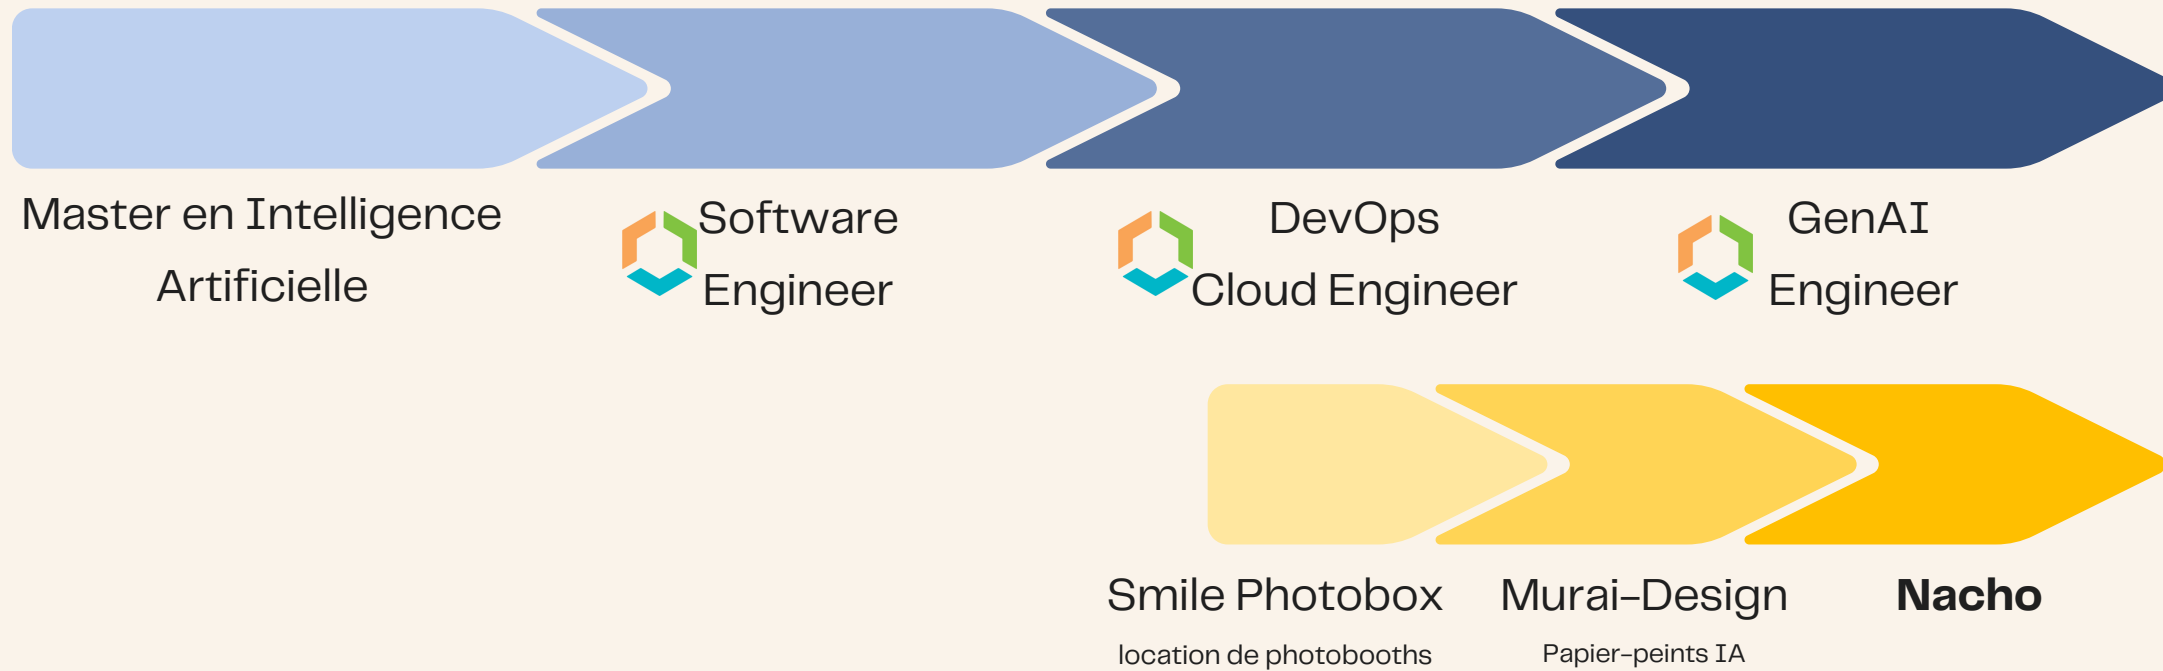 Master en Intelligence
Artificielle
Software
Engineer
DevOps
Cloud Engineer
GenAI
Engineer
Smile Photobox
location de photobooths
Murai-Design
Papier-peints IA
Nacho